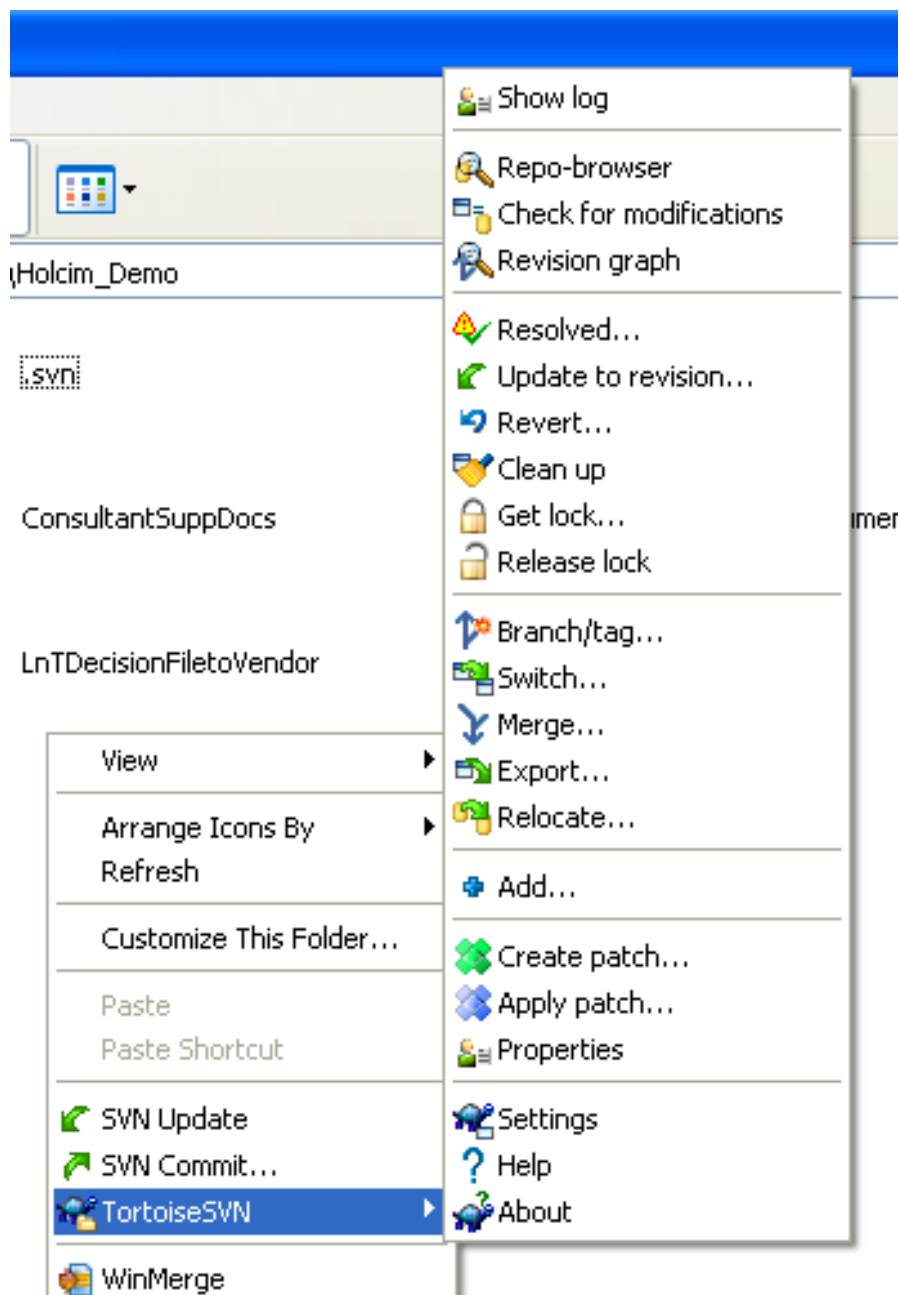 Holcim_Demo
.svn
ConsultantSuppDocs
LnTDecisionFiletoVendor
View
Arrange Icons By
Refresh
Customize This Folder...
Paste
Paste Shortcut
SVN Update
SVN Commit...
TortoiseSVN
WinMerge
Show log
Repo-browser
Check for modifications
Revision graph
Resolved...
Update to revision...
Revert...
Clean up
Get lock...
Release lock
Branch/tag...
Switch...
Merge...
Export...
Relocate...
Add...
Create patch...
Apply patch...
Properties
Settings
Help
About